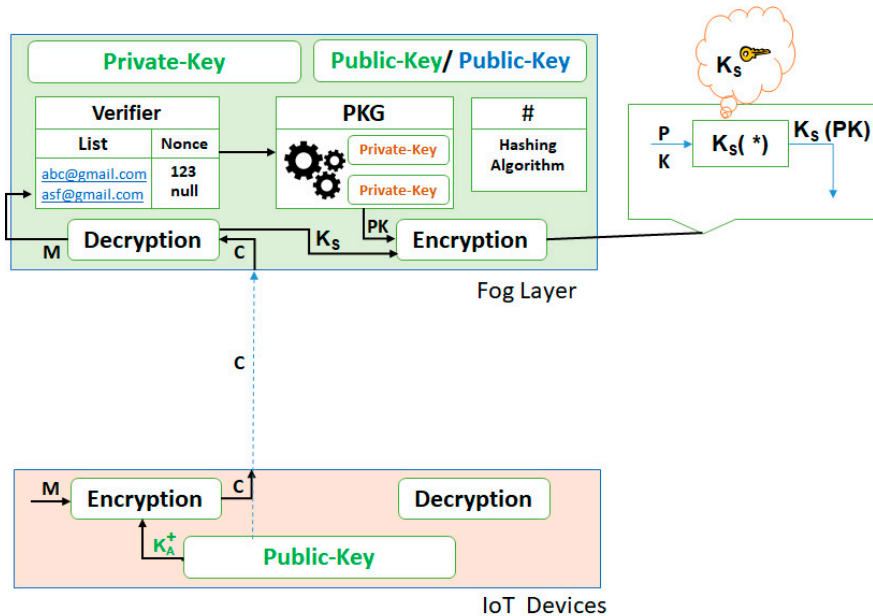 Private-Key
Public-Key/ Public-Key
Verifier
List
Nonce
abc@gmail.com
123
asf@gmail.com
null
PKG
Private-Key
Private-Key
#
Hashing
Algorithm
M
Decryption
C
Ks
PK
Encryption
Fog Layer
Ks
P
K
Ks( *)
Ks (PK)
C
M
Encryption
C
Decryption
K+A
Public-Key
IoT Devices